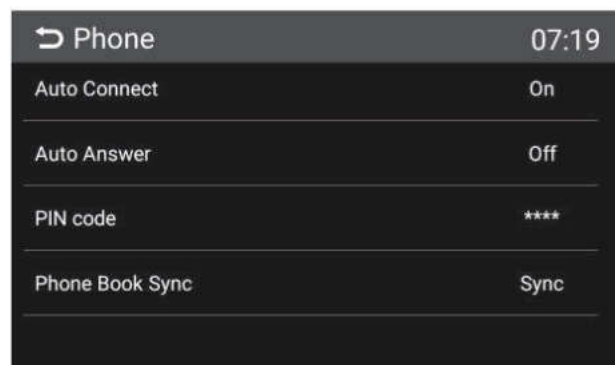 Phone 07:19
Auto Connect On
Auto Answer Off
PIN code ****
Phone Book Sync Sync